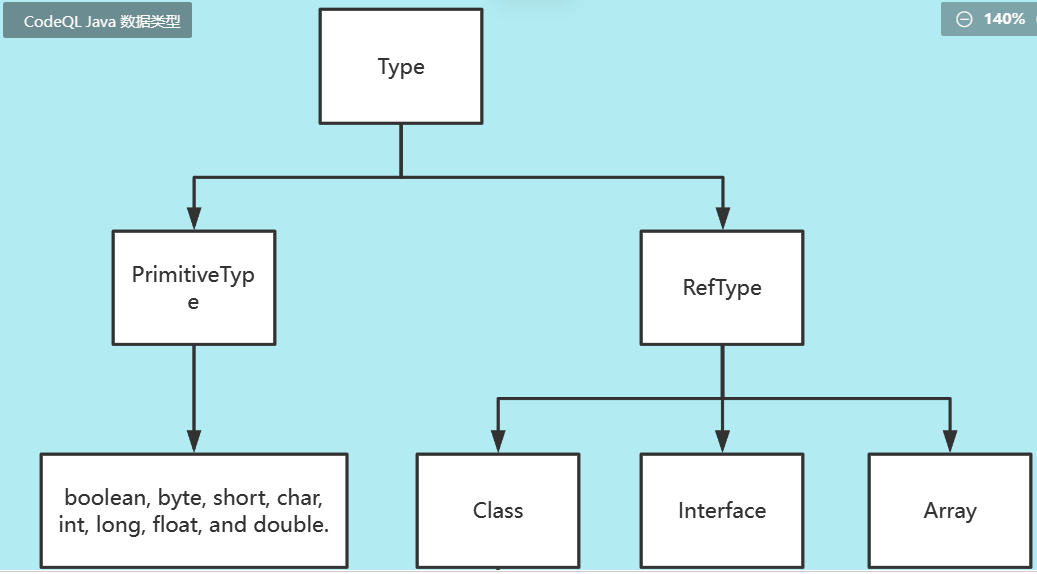 CodeQL Java 数据类型
140%
Type
PrimitiveTyp
e
RefType
boolean, byte, short, char,
int, long, float, and double.
Class
Interface
Array